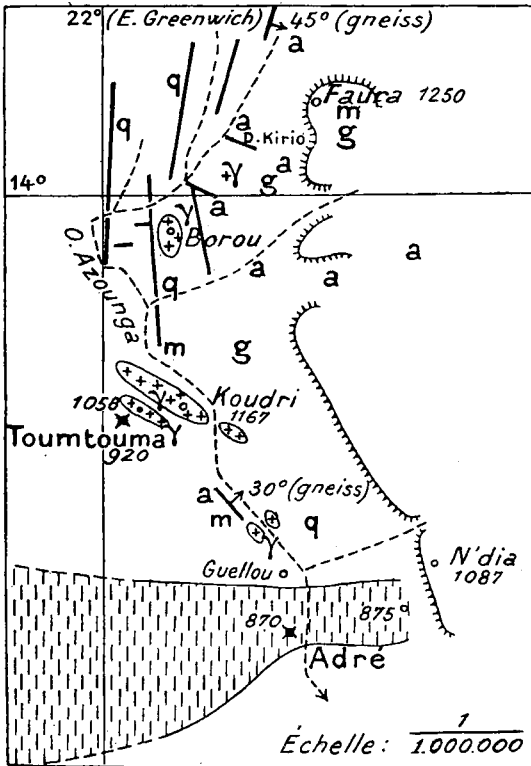 22° (E. Greenwich) 45° (gneiss)
a
Faura 1250
q
q
a
m
p. Kirio
g
a
γ
g
14°
a
γ
Borou
a
a
a
O. Azounga
q
m
g
1058
γ
Koudri
1167
Toumtouma
γ
920
a
30° (gneiss)
m
q
γ
Guellou
N'dia
1087
870
875
Adré
Échelle: 1
1.000.000